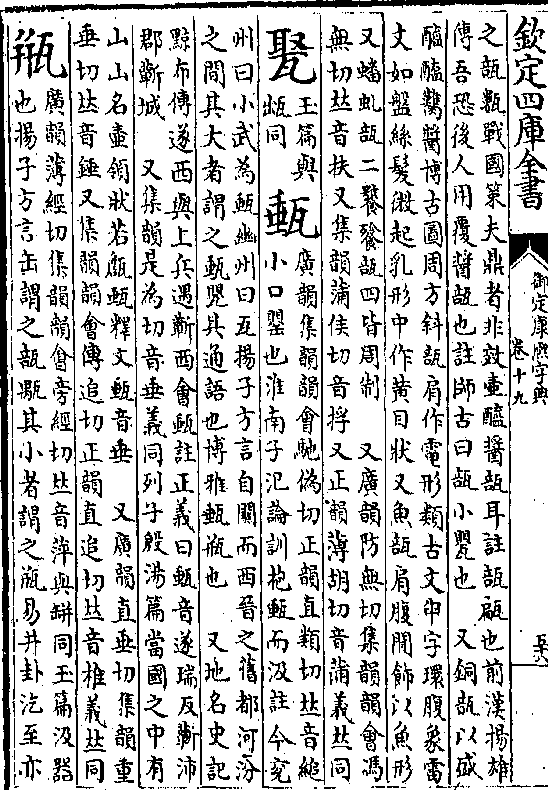 欽定四庫全書
御定康熙字典
卷十九
之瓿甊戰國策夫鼎者非效壺醯醬瓿耳註瓿甂也前漢揚雄
傳吾恐後人用覆醬瓿也註師古曰瓿小甖也 又銅瓿以盛
醯醢虀醬博古圖周方斜瓿肩作電形類古文申字環腹象雷
文如盤絲髮微起乳形中作黄目狀又魚瓿肩腹間飾以魚形
又蟠虬瓿二饕餮瓿四皆周制 又廣韻防無切集韻韻會馮
無切𠀤音扶又集韻蒲侯切音掊又正韻薄胡切音蒲義𠀤同
玉篇與
瓳同
甀
廣韻集韻韻會馳偽切正韻直類切𠀤音縋
小口甖也淮南子氾論訓抱甀而汲註今兗
州曰小武為甀幽州曰瓦揚子方言自關而西晉之舊都河汾
之間其大者謂之甀甖其通語也博雅甀瓶也 又地名史記
黥布傳遂西與上兵遇蘄西會甀註正義曰甀音遂瑞反蘄沛
郡蘄城 又集韻是為切音垂義同列子殷湯篇當國之中有
山山名壺領狀若甔甀釋文甀音垂 又廣韻直垂切集韻重
垂切𠀤音錘又集韻韻會傳追切正韻直追切𠀤音椎義𠀤同
瓶
廣韻薄經切集韻韻會旁經切𠀤音萍與缾同玉篇汲器
也揚子方言缶謂之瓿甊其小者謂之瓶易井卦汔至亦